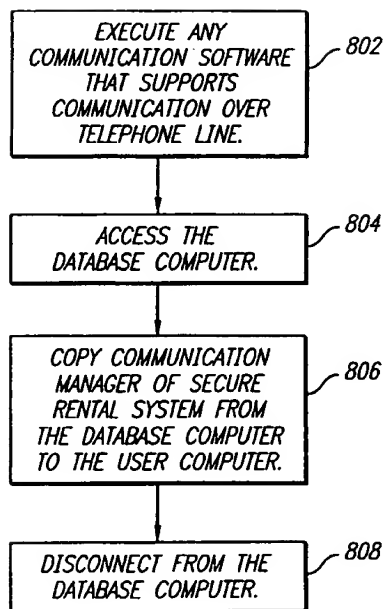 EXECUTE ANY
COMMUNICATION SOFTWARE
THAT SUPPORTS
COMMUNICATION OVER
TELEPHONE LINE.
802
ACCESS THE
DATABASE COMPUTER.
804
COPY COMMUNICATION
MANAGER OF SECURE
RENTAL SYSTEM FROM
THE DATABASE COMPUTER
TO THE USER COMPUTER.
806
DISCONNECT FROM THE
DATABASE COMPUTER.
808